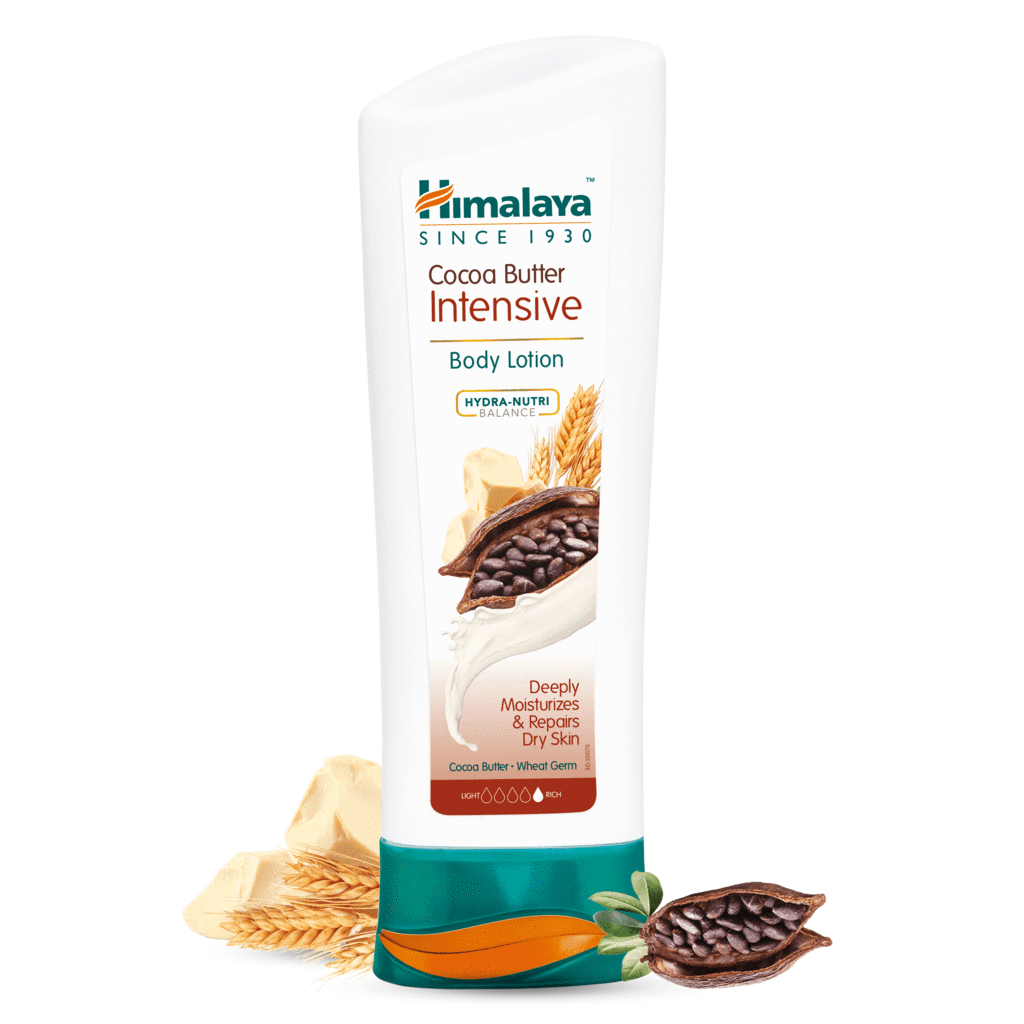 Himalaya™
SINCE 1930
Cocoa Butter
Intensive
Body Lotion
HYDRA-NUTRI
BALANCE
Deeply
Moisturizes
& Repairs
Dry Skin
Cocoa Butter • Wheat Germ
LIGHT RICH